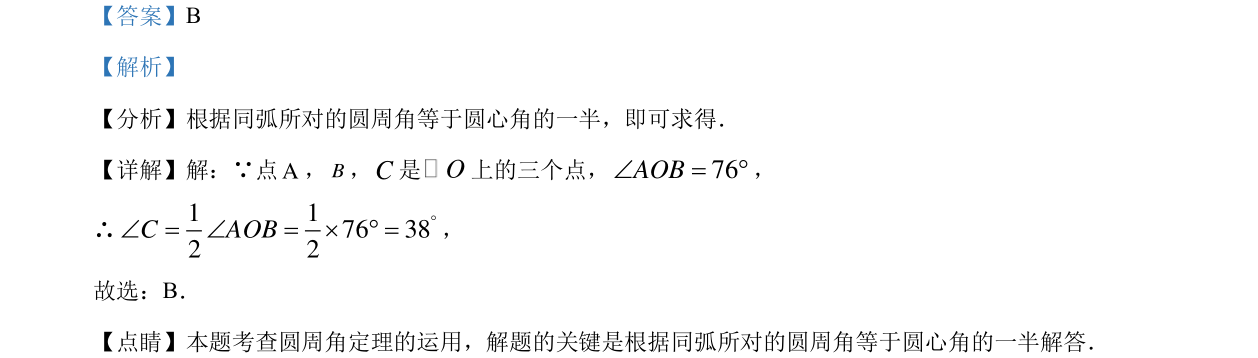 【答案】B
【解析】
【分析】根据同弧所对的圆周角等于圆心角的一半，即可求得．
【详解】解：∵点 A ，B ，C 是□ O 上的三个点，∠AOB = 76° ，
∴ ∠C = 1/2 ∠AOB = 1/2 × 76° = 38° ，
故选：B．
【点睛】本题考查圆周角定理的运用，解题的关键是根据同弧所对的圆周角等于圆心角的一半解答．